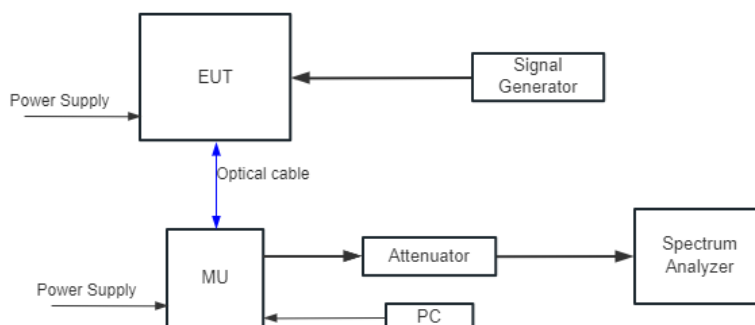 EUT
Signal
Generator
Power Supply
Optical cable
MU
Attenuator
Spectrum
Analyzer
Power Supply
PC